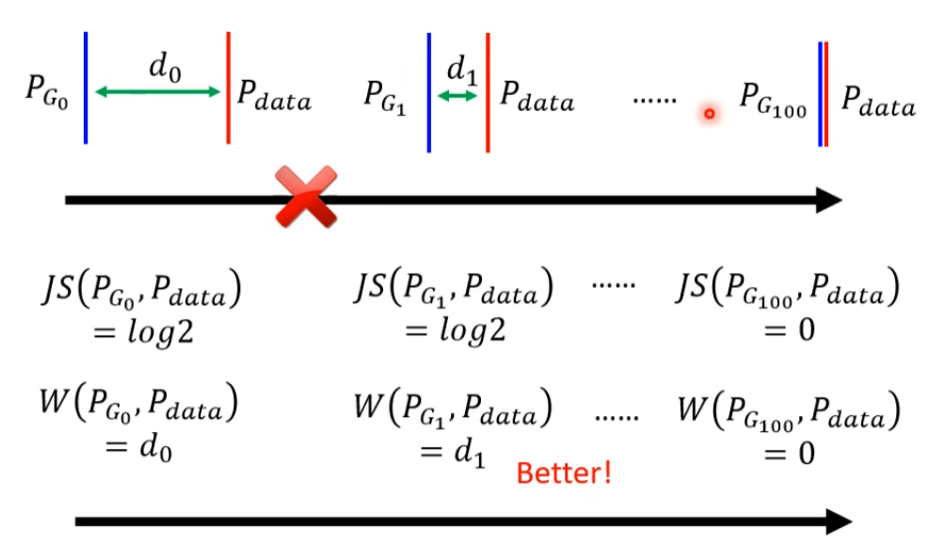 P_{G_0} d_0 P_{data} P_{G_1} d_1 P_{data} ...... P_{G_{100}} P_{data}
JS(P_{G_0}, P_{data}) JS(P_{G_1}, P_{data}) ...... JS(P_{G_{100}}, P_{data})
= log2 = log2 = 0
W(P_{G_0}, P_{data}) W(P_{G_1}, P_{data}) ...... W(P_{G_{100}}, P_{data})
= d_0 = d_1 = 0
Better!